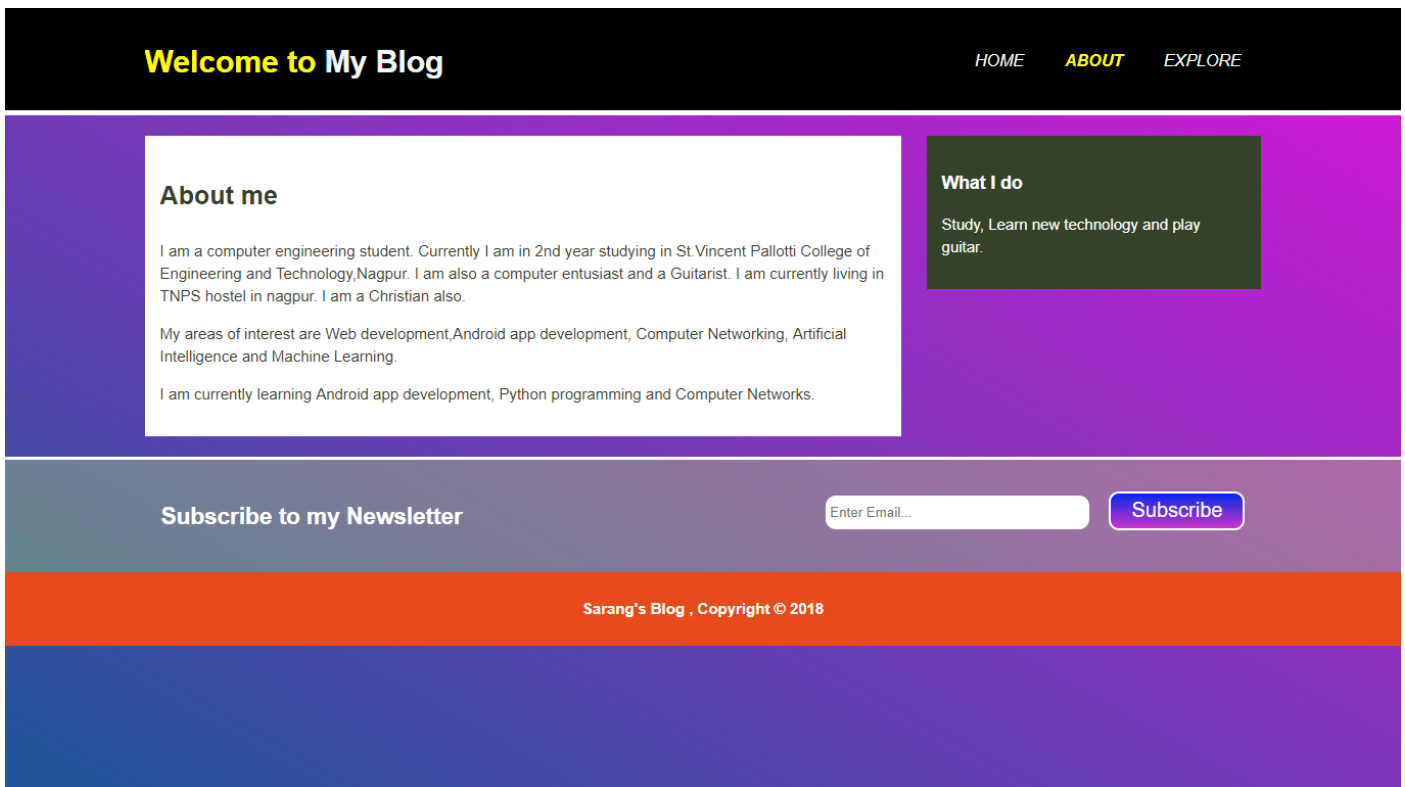 Welcome to My Blog
HOME ABOUT EXPLORE
About me
I am a computer engineering student. Currently I am in 2nd year studying in St.Vincent Pallotti College of
Engineering and Technology,Nagpur. I am also a computer entusiast and a Guitarist. I am currently living in
TNPS hostel in nagpur. I am a Christian also.
My areas of interest are Web development,Android app development, Computer Networking, Artificial
Intelligence and Machine Learning.
I am currently learning Android app development, Python programming and Computer Networks.
What I do
Study, Learn new technology and play
guitar.
Subscribe to my Newsletter
Enter Email...
Subscribe
Sarang's Blog , Copyright © 2018